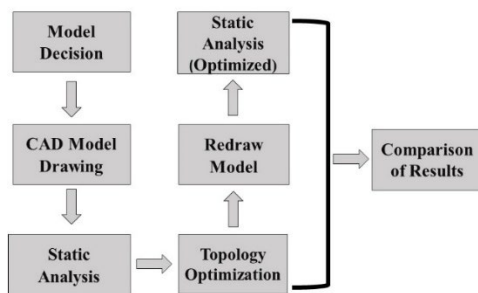 Model
Decision
CAD Model
Drawing
Static
Analysis
Topology
Optimization
Redraw
Model
Static
Analysis
(Optimized)
Comparison
of Results